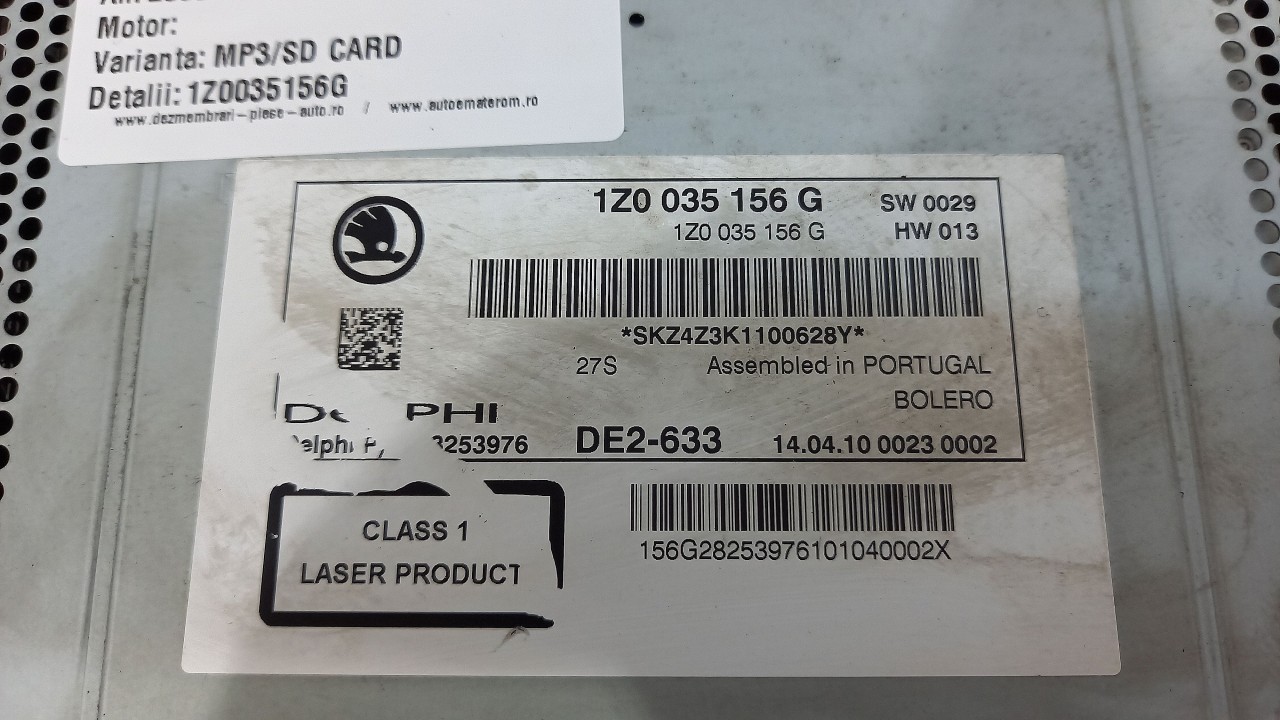 Motor:
Varianta: MP3/SD CARD
Detalii: 1Z0035156G
www.dezmembrari-piese-auto.ro / www.autoematerom.ro
1Z0 035 156 G SW 0029
1Z0 035 156 G HW 013
*SKZ4Z3K1100628Y*
27S Assembled in PORTUGAL
BOLERO
3253976 DE2-633 14.04.10 0023 0002
CLASS 1
LASER PRODUCT
156G28253976101040002X